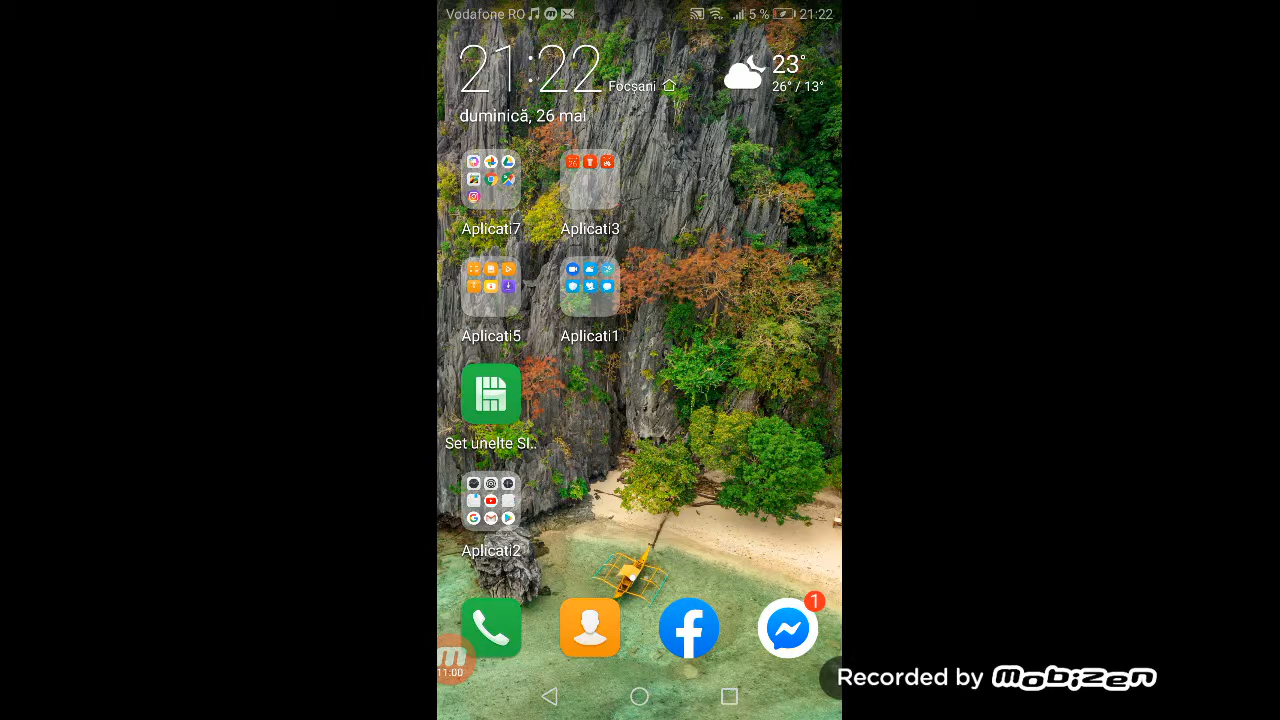 Vodafone RO 5 % 21:22
21:22 Focșani 23°
26° / 13°
duminică, 26 mai
Aplicati7 Aplicati3
Aplicati5 Aplicati1
Set unelte SI..
Aplicati2
1
11:00
Recorded by mobizen